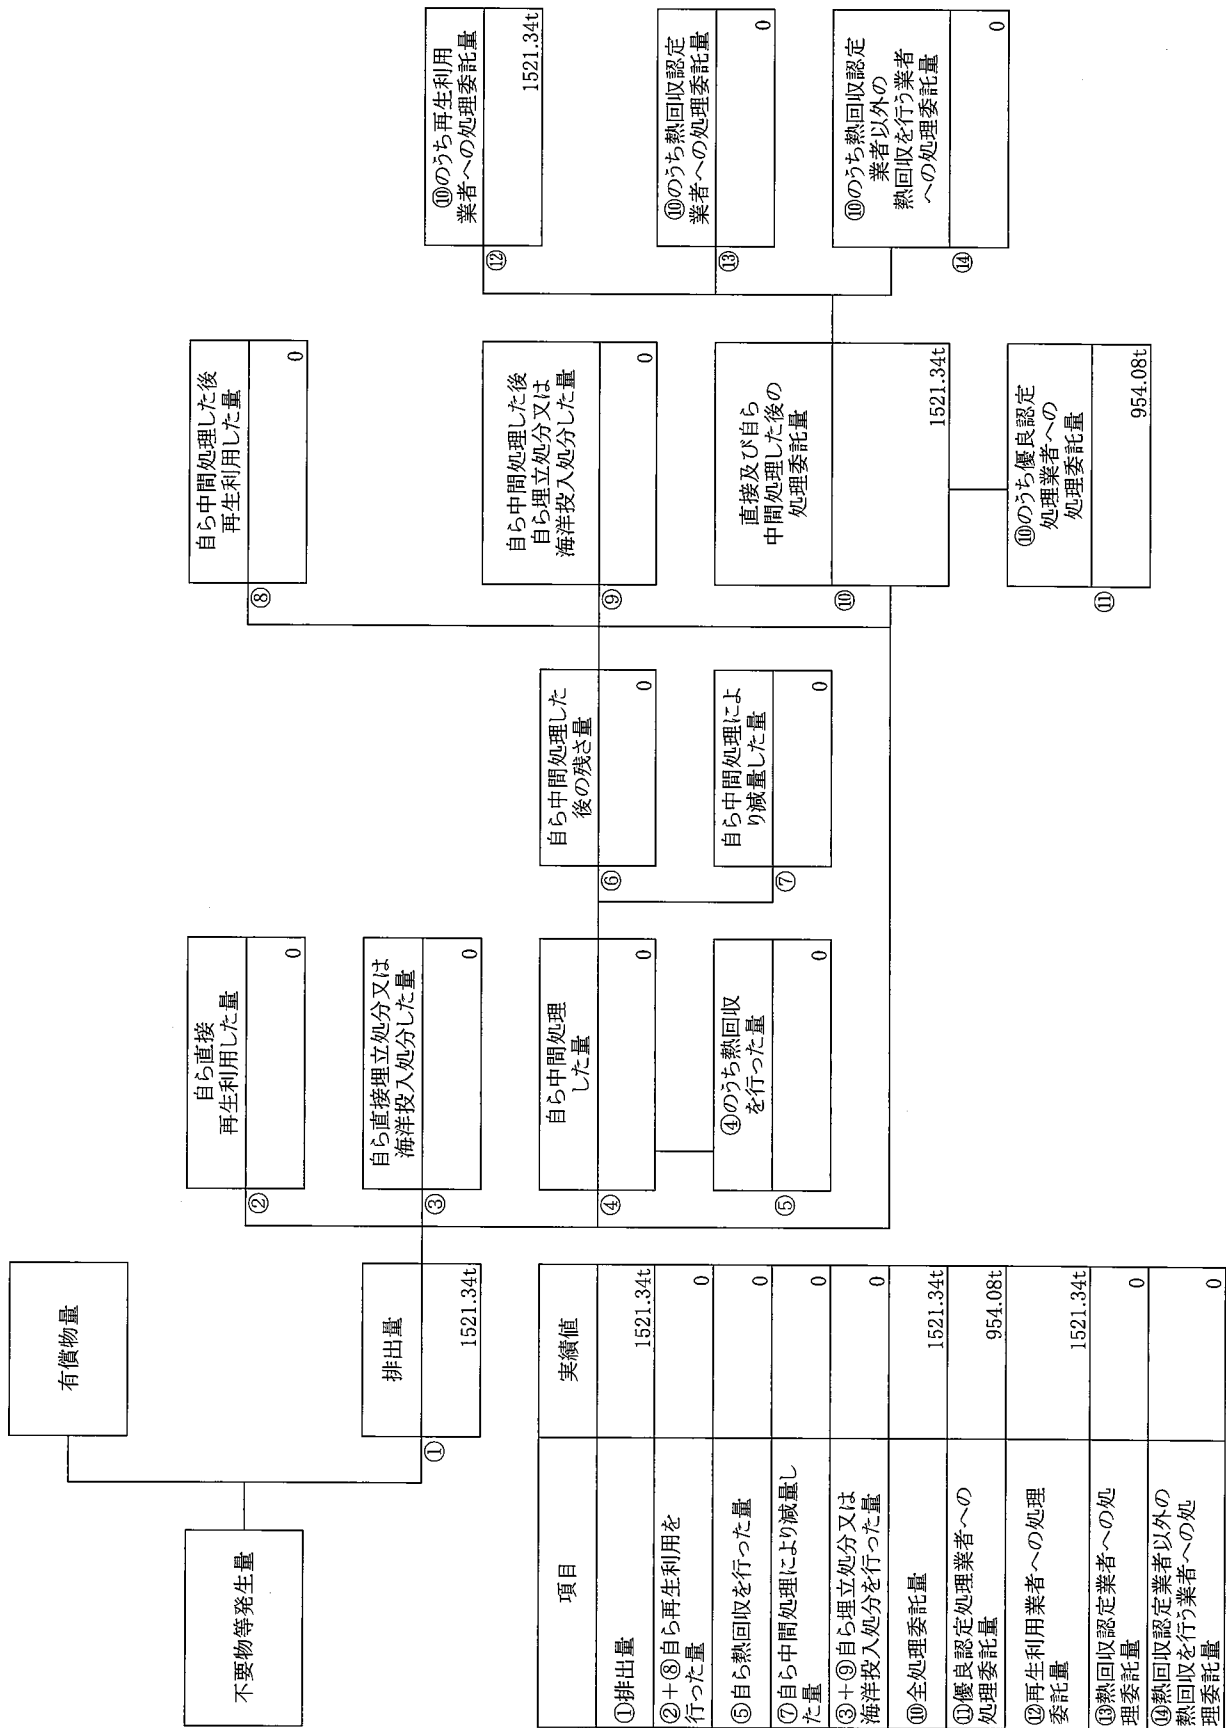 有償物量
不要物等発生量
排出量
①
1521.34t
自ら直接
再生利用した量
②
0
自ら直接埋立処分又は
海洋投入処分した量
③
0
自ら中間処理
した量
④
0
④のうち熱回収
を行った量
⑤
0
自ら中間処理した
後の残さ量
⑥
0
自ら中間処理によ
り減量した量
⑦
0
自ら中間処理した後
再生利用した量
⑧
0
自ら中間処理した後
自ら埋立処分又は
海洋投入処分した量
⑨
0
直接及び自ら
中間処理した後の
処理委託量
⑩
1521.34t
⑩のうち優良認定
処理業者への
処理委託量
⑪
954.08t
⑩のうち再生利用
業者への処理委託量
⑫
1521.34t
⑩のうち熱回収認定
業者への処理委託量
⑬
0
⑩のうち熱回収認定
業者以外の
熱回収を行う業者
への処理委託量
⑭
0
項目 実績値
①排出量 1521.34t
②+⑧自ら再生利用を
行った量 0
⑤自ら熱回収を行った量 0
⑦自ら中間処理により減量し
た量 0
③+⑨自ら埋立処分又は
海洋投入処分を行った量 0
⑩全処理委託量 1521.34t
⑪優良認定処理業者への
処理委託量 954.08t
⑫再生利用業者への処理
委託量 1521.34t
⑬熱回収認定業者への処
理委託量 0
⑭熱回収認定業者以外の
熱回収を行う業者への処
理委託量 0